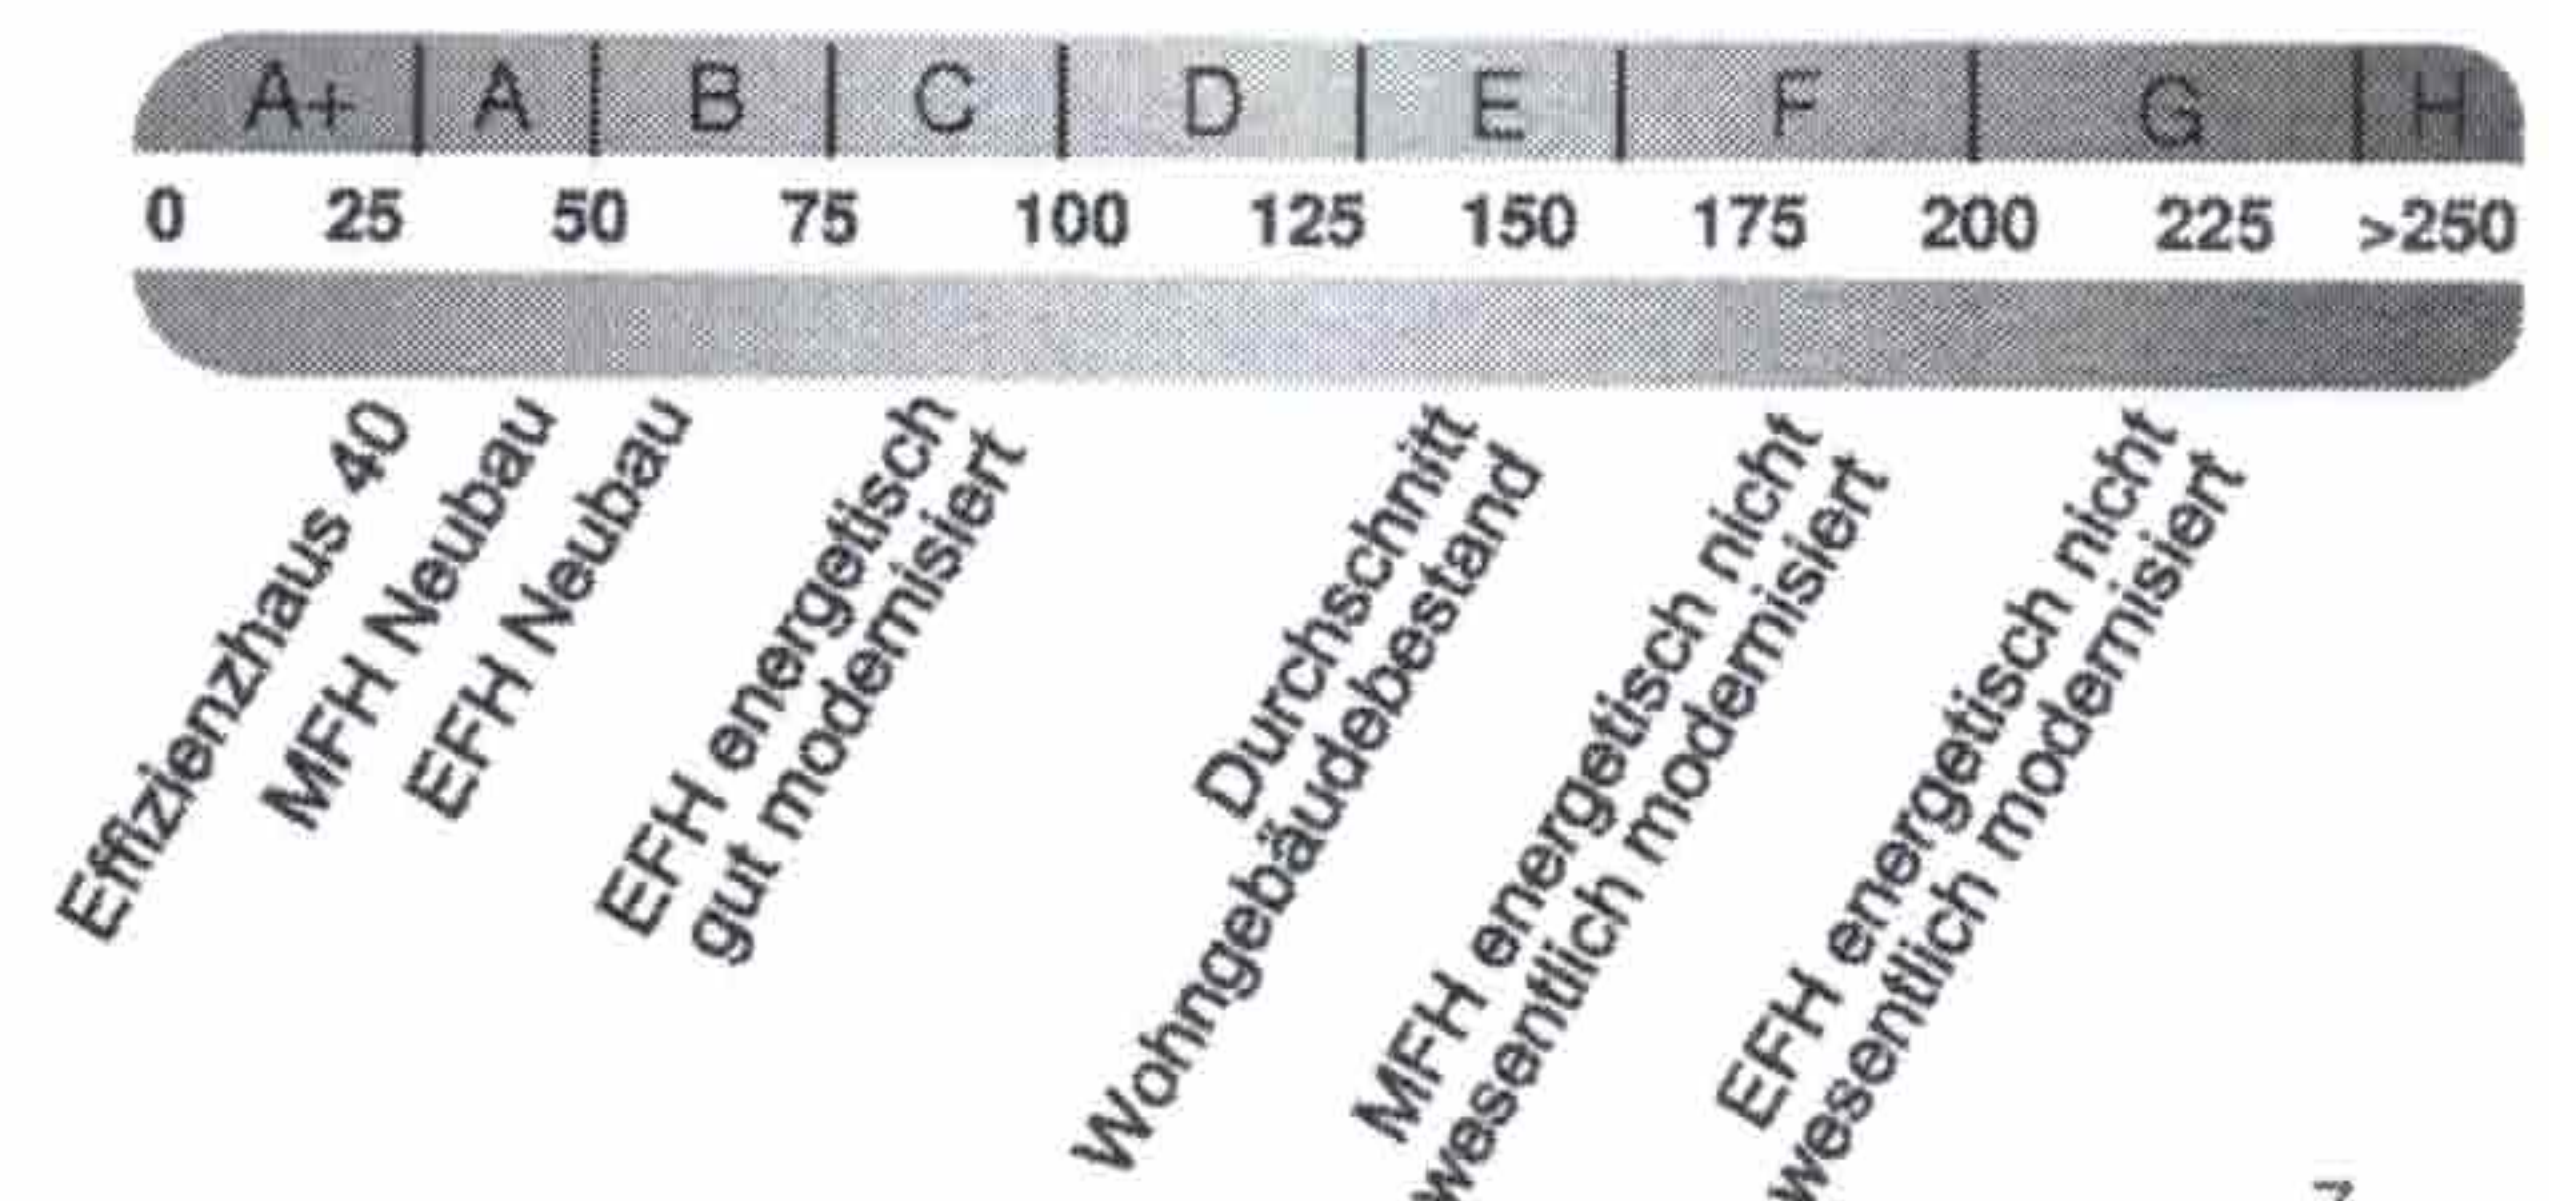 A+ A B C D E F G H
0 25 50 75 100 125 150 175 200 225 >250
Effizienzhaus 40
MFH Neubau
EFH Neubau
EFH energetisch
gut modernisiert
Durchschnitt
Wohngebäudebestand
MFH energetisch nicht
wesentlich modernisiert
EFH energetisch nicht
wesentlich modernisiert